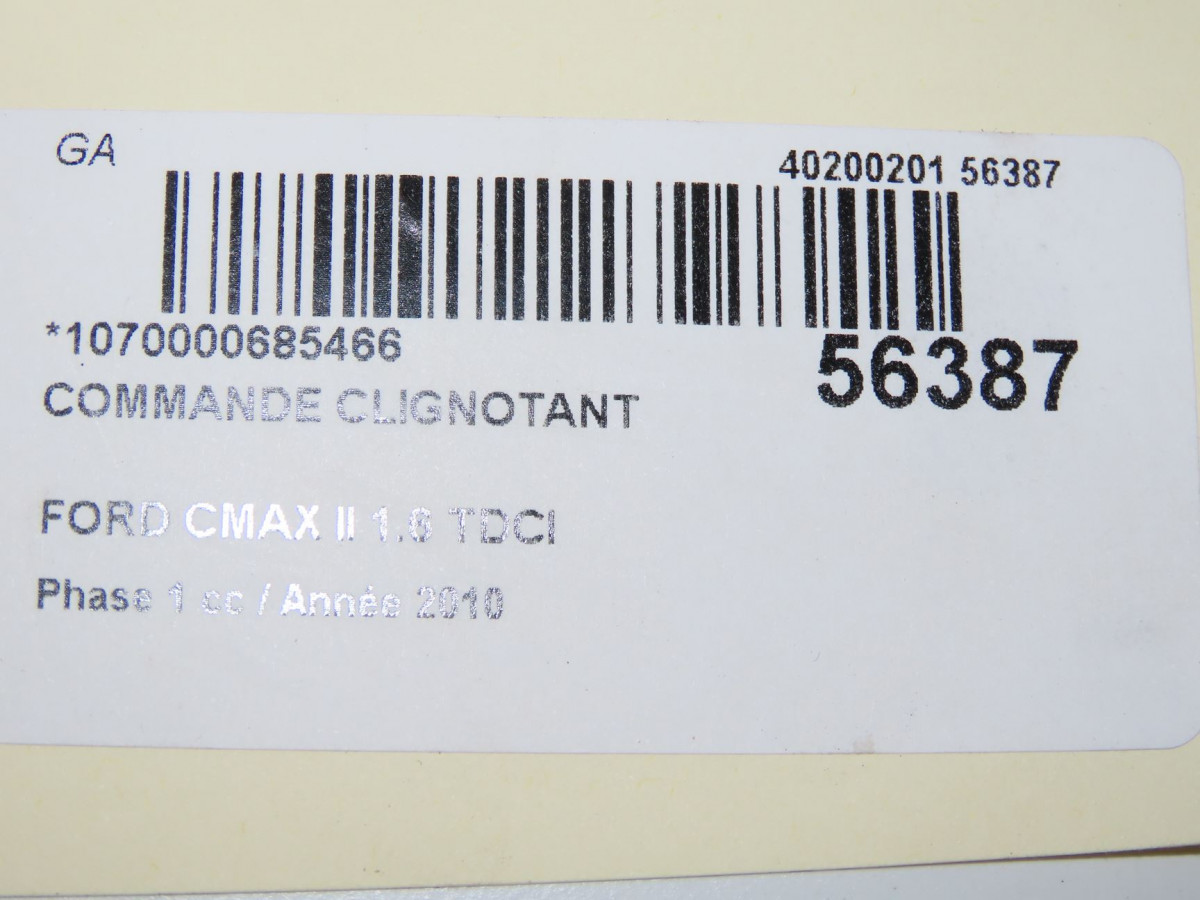 GA
40200201 56387
*1070000685466
56387
COMMANDE CLIGNOTANT
FORD CMAX II 1.6 TDCI
Phase 1 cc / Année 2010